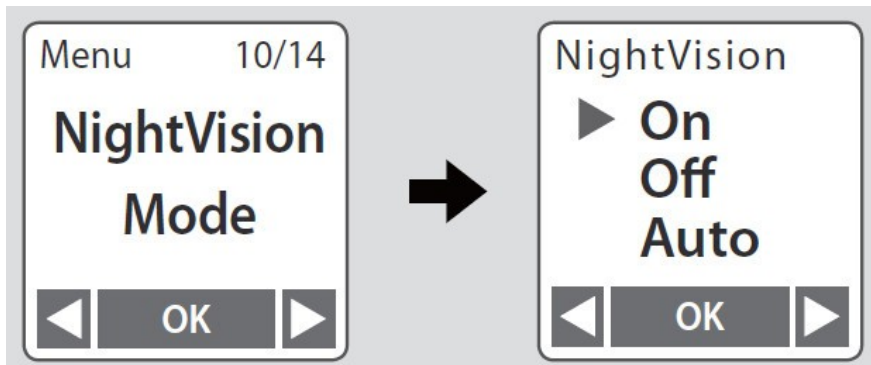 Menu 10/14
NightVision
Mode
OK
NightVision
On
Off
Auto
OK